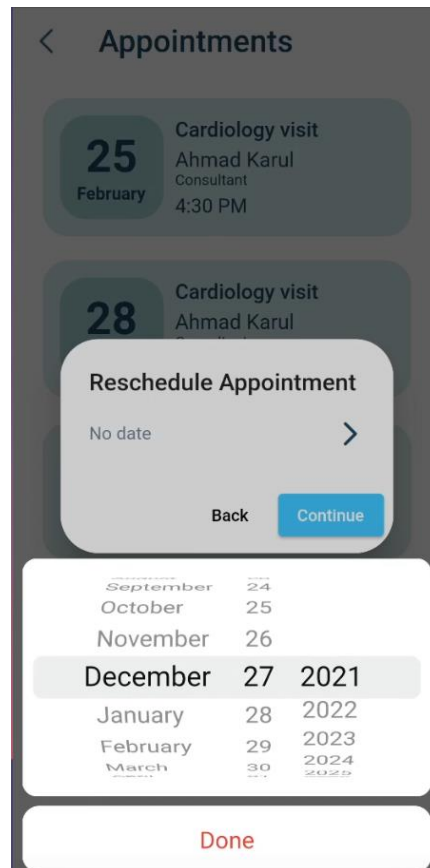 Appointments
Cardiology visit
25
Ahmad Karul
Consultant
February
4:30 PM
Cardiology visit
28
Ahmad Karul
Reschedule Appointment
No date
Back
Continue
September 24
October 25
November 26
December 27 2021
January 28 2022
February 29 2023
March 30 2024
2025
Done